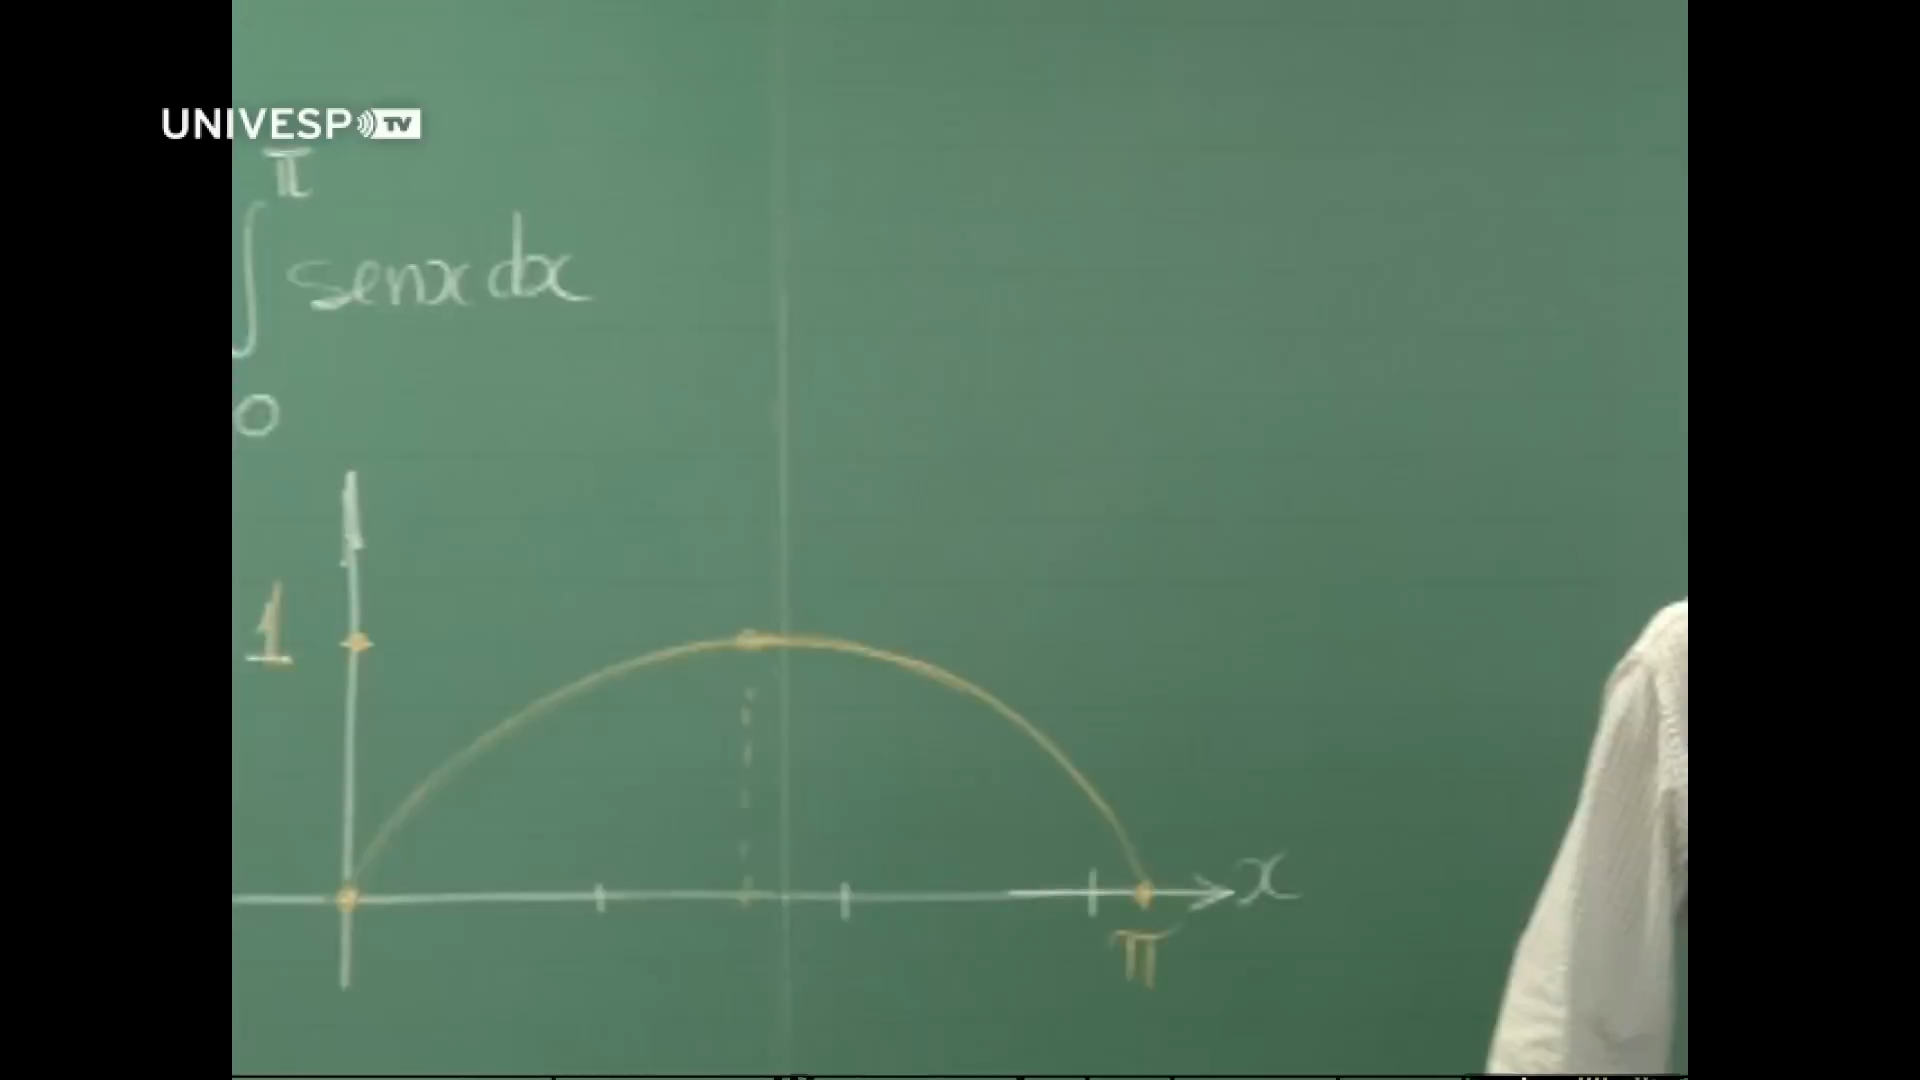 UNIVESP TV
π
∫ senx dx
0
1
x
π